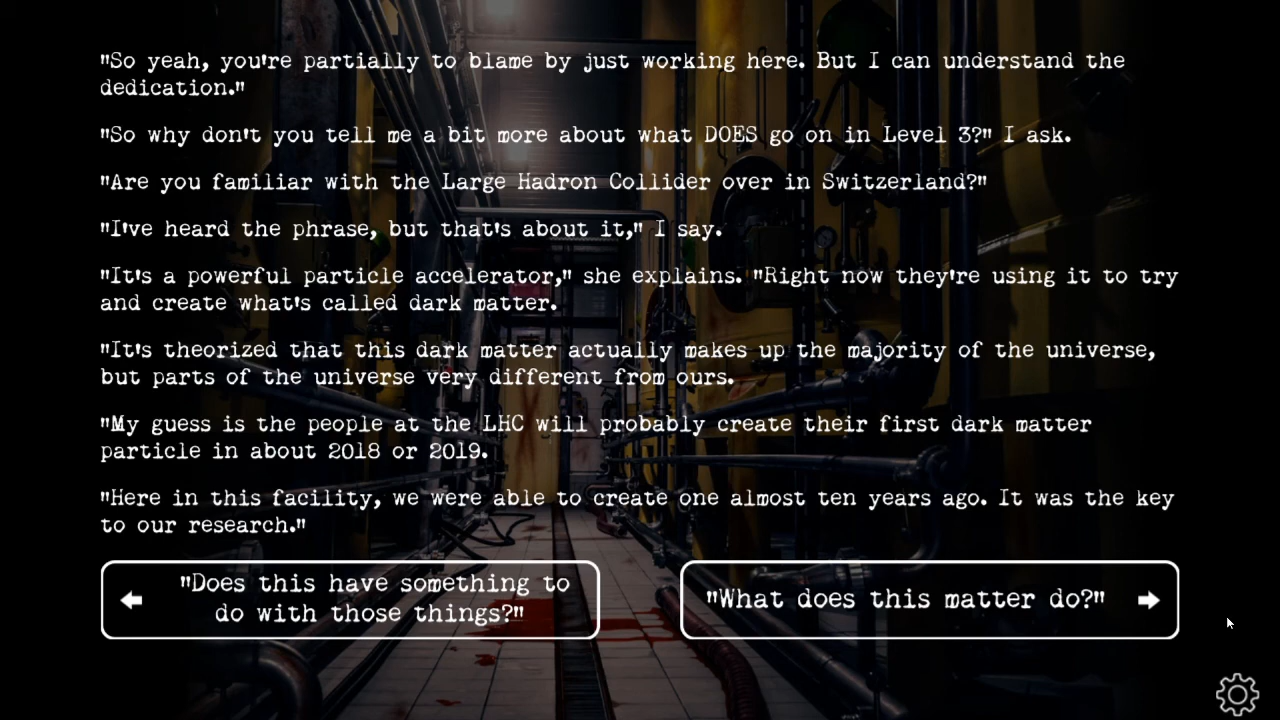 "So yeah, you're partially to blame by just working here. But I can understand the
dedication."
"So why don't you tell me a bit more about what DOES go on in Level 3?" I ask.
"Are you familiar with the Large Hadron Collider over in Switzerland?"
"I've heard the phrase, but that's about it," I say.
"It's a powerful particle accelerator," she explains. "Right now they're using it to try
and create what's called dark matter.
"It's theorized that this dark matter actually makes up the majority of the universe,
but parts of the universe very different from ours.
"My guess is the people at the LHC will probably create their first dark matter
particle in about 2018 or 2019.
"Here in this facility, we were able to create one almost ten years ago. It was the key
to our research."
"Does this have something to
do with those things?"
"What does this matter do?"